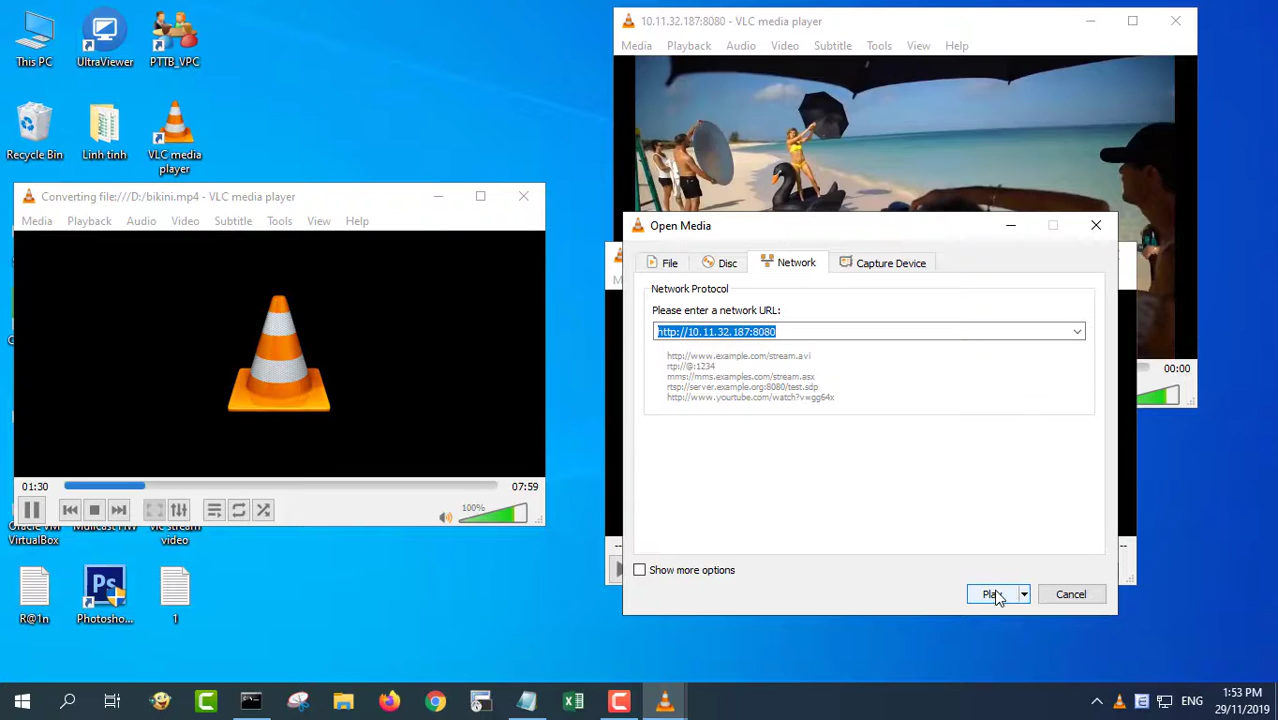 This PC
UltraViewer
PTTB_VPC
Recycle Bin
Linh tinh
VLC media
player
10.11.32.187:8080 - VLC media player
Media Playback Audio Video Subtitle Tools View Help
Converting file:///D:/bikini.mp4 - VLC media player
Media Playback Audio Video Subtitle Tools View Help
01:30
07:59
100%
00:00
Open Media
File
Disc
Network
Capture Device
Network Protocol
Please enter a network URL:
http://10.11.32.187:8080
http://www.example.com/stream.avi
rtp://@:1234
mms://mms.examples.com/stream.asx
rtsp://server.example.org:8080/test.sdp
http://www.yourtube.com/watch?v=gg64x
Show more options
Cancel
VirtualBox
video
R@1n
Photosho...
1
ENG
1:53 PM
29/11/2019